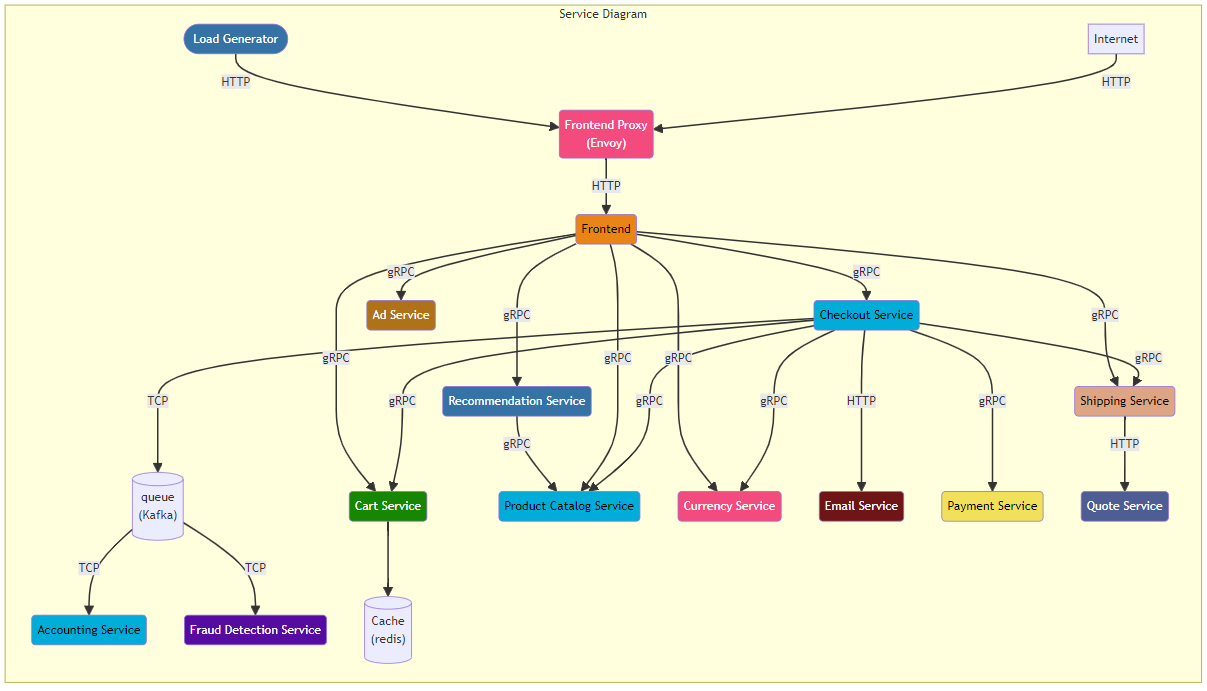 Service Diagram
Load Generator
Internet
HTTP
HTTP
Frontend Proxy
(Envoy)
HTTP
Frontend
gRPC
gRPC
Ad Service
gRPC
Checkout Service
gRPC
gRPC
gRPC
gRPC
gRPC
TCP
gRPC
Recommendation Service
gRPC
gRPC
HTTP
gRPC
Shipping Service
gRPC
HTTP
queue
(Kafka)
Cart Service
Product Catalog Service
Currency Service
Email Service
Payment Service
Quote Service
TCP
TCP
Accounting Service
Fraud Detection Service
Cache
(redis)